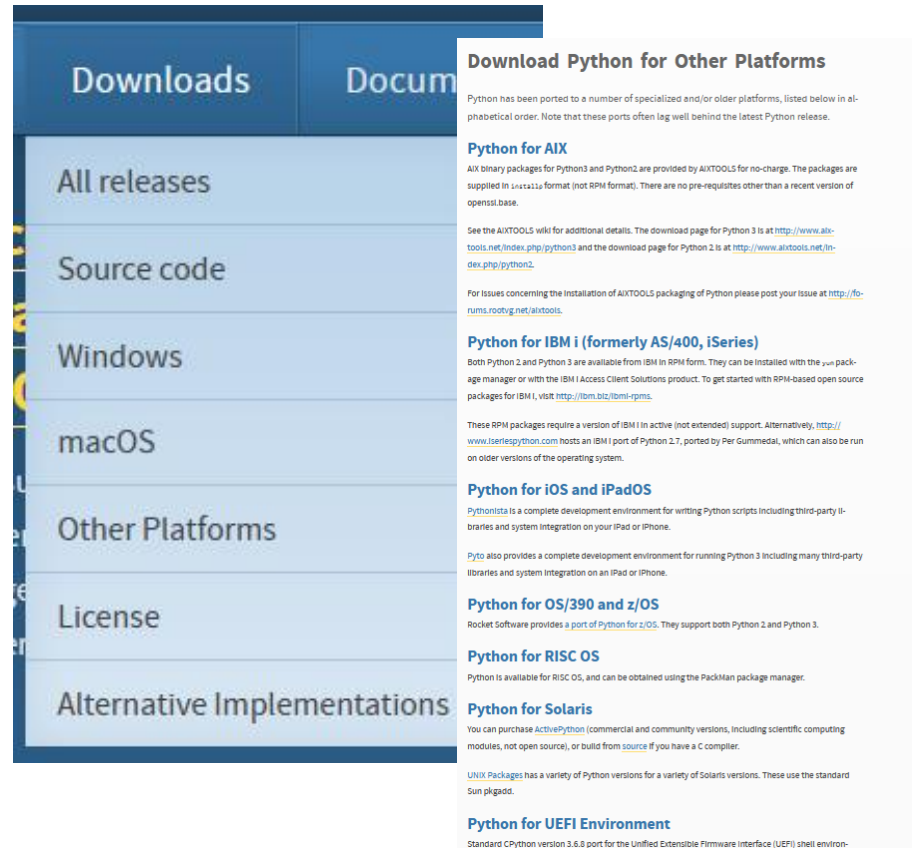 Downloads
Docum
All releases
Source code
Windows
macOS
Other Platforms
License
Alternative Implementations
Download Python for Other Platforms
Python has been ported to a number of specialized and/or older platforms, listed below in al-
phabetical order. Note that these ports often lag well behind the latest Python release.
Python for AIX
AIX binary packages for Python3 and Python2 are provided by AIXTOOLS for no-charge. The packages are
supplied in installp format (not RPM format). There are no pre-requisites other than a recent version of
openssl.base.
See the AIXTOOLS wiki for additional details. The download page for Python 3 is at http://www.aix-
tools.net/index.php/python3 and the download page for Python 2 is at http://www.aixtools.net/in-
dex.php/python2.
For issues concerning the installation of AIXTOOLS packaging of Python please post your issue at http://fo-
rums.rootvg.net/aixtools.
Python for IBM i (formerly AS/400, iSeries)
Both Python 2 and Python 3 are available from IBM in RPM form. They can be installed with the yum pack-
age manager or with the IBM i Access Client Solutions product. To get started with RPM-based open source
packages for IBM i, visit http://ibm.biz/ibmi-rpms.
These RPM packages require a version of IBM i in active (not extended) support. Alternatively, http://
www.iseriespython.com hosts an IBM i port of Python 2.7, ported by Per Gummedal, which can also be run
on older versions of the operating system.
Python for iOS and iPadOS
Pythonista is a complete development environment for writing Python scripts including third-party li-
braries and system integration on your iPad or iPhone.
Pyto also provides a complete development environment for running Python 3 including many third-party
libraries and system integration on an iPad or iPhone.
Python for OS/390 and z/OS
Rocket Software provides a port of Python for z/OS. They support both Python 2 and Python 3.
Python for RISC OS
Python is available for RISC OS, and can be obtained using the PackMan package manager.
Python for Solaris
You can purchase ActivePython (commercial and community versions, including scientific computing
modules, not open source), or build from source if you have a C compiler.
UNIX Packages has a variety of Python versions for a variety of Solaris versions. These use the standard
Sun pkgadd.
Python for UEFI Environment
Standard CPython version 3.6.8 port for the Unified Extensible Firmware Interface (UEFI) shell environ-